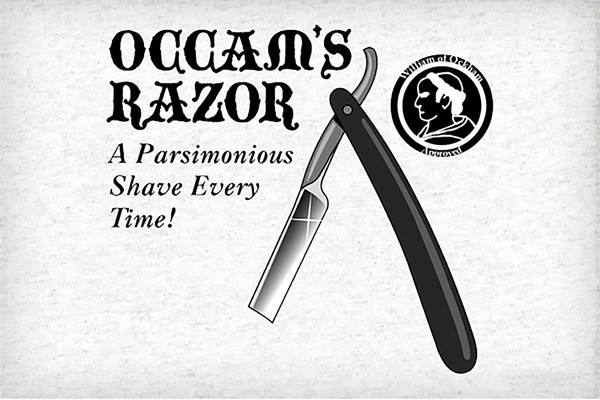 OCCAM'S
RAZOR
A Parsimonious
Shave Every
Time!
William of Ockham
Approved